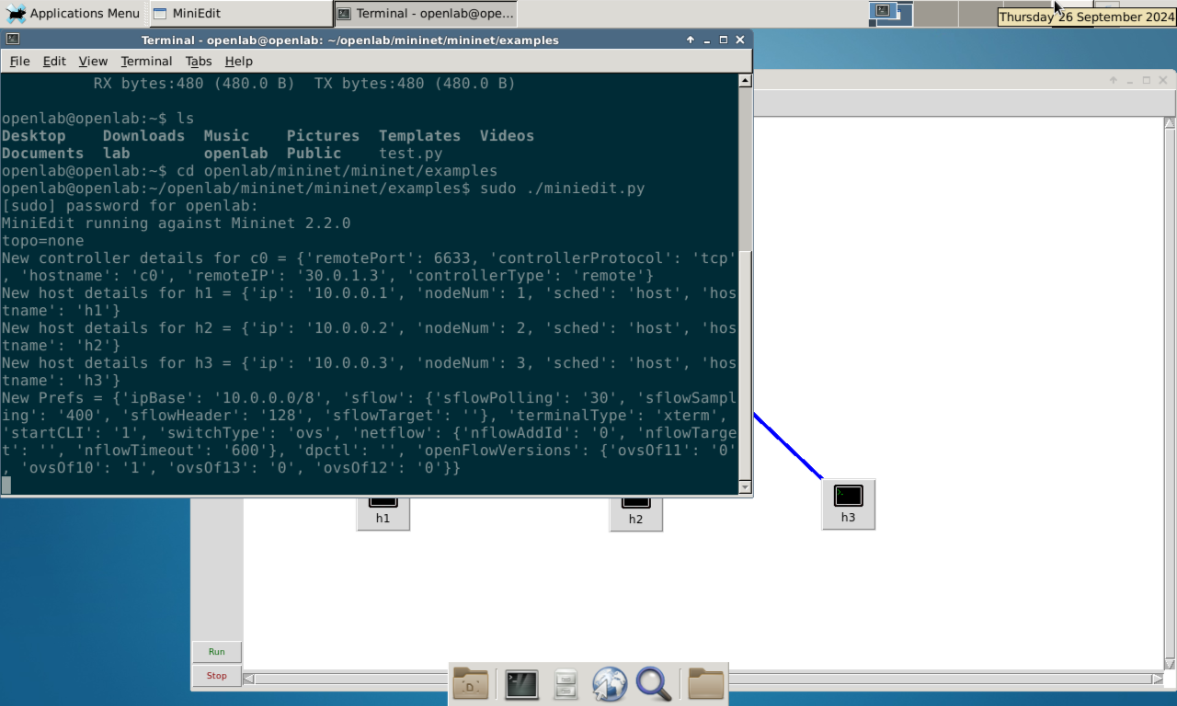 Applications Menu
MiniEdit
Terminal - openlab@ope...
Thursday 26 September 2024
Terminal - openlab@openlab: ~/openlab/mininet/mininet/examples
File Edit View Terminal Tabs Help
RX bytes:480 (480.0 B)  TX bytes:480 (480.0 B)
openlab@openlab:~$ ls
Desktop    Downloads  Music    Pictures  Templates  Videos
Documents  lab        openlab  Public    test.py
openlab@openlab:~$ cd openlab/mininet/mininet/examples
openlab@openlab:~/openlab/mininet/mininet/examples$ sudo ./miniedit.py
[sudo] password for openlab:
MiniEdit running against Mininet 2.2.0
topo=none
New controller details for c0 = {'remotePort': 6633, 'controllerProtocol': 'tcp'
, 'hostname': 'c0', 'remoteIP': '30.0.1.3', 'controllerType': 'remote'}
New host details for h1 = {'ip': '10.0.0.1', 'nodeNum': 1, 'sched': 'host', 'hos
tname': 'h1'}
New host details for h2 = {'ip': '10.0.0.2', 'nodeNum': 2, 'sched': 'host', 'hos
tname': 'h2'}
New host details for h3 = {'ip': '10.0.0.3', 'nodeNum': 3, 'sched': 'host', 'hos
tname': 'h3'}
New Prefs = {'ipBase': '10.0.0.0/8', 'sflow': {'sflowPolling': '30', 'sflowSampl
ing': '400', 'sflowHeader': '128', 'sflowTarget': ''}, 'terminalType': 'xterm',
'startCLI': '1', 'switchType': 'ovs', 'netflow': {'nflowAddId': '0', 'nflowTarge
t': '', 'nflowTimeout': '600'}, 'dpctl': '', 'openFlowVersions': {'ovsOf11': '0'
, 'ovsOf10': '1', 'ovsOf13': '0', 'ovsOf12': '0'}}
h1
h2
h3
Run
Stop